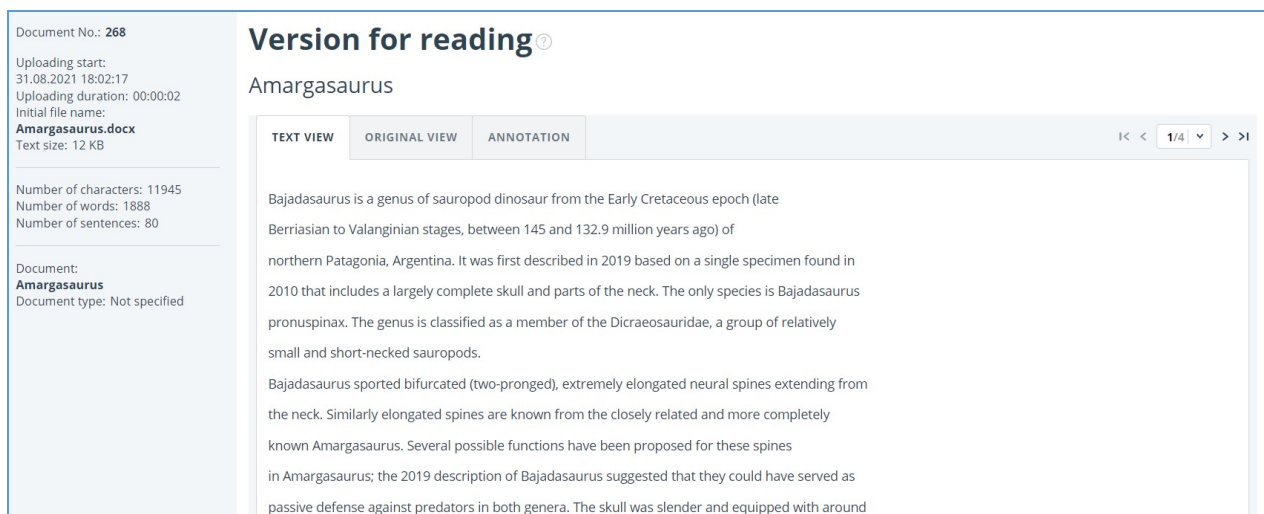 Document No.: 268
Uploading start:
31.08.2021 18:02:17
Uploading duration: 00:00:02
Initial file name:
Amargasaurus.docx
Text size: 12 KB
Number of characters: 11945
Number of words: 1888
Number of sentences: 80
Document:
Amargasaurus
Document type: Not specified
Version for reading ?
Amargasaurus
TEXT VIEW ORIGINAL VIEW ANNOTATION 1/4
Bajadasaurus is a genus of sauropod dinosaur from the Early Cretaceous epoch (late
Berriasian to Valanginian stages, between 145 and 132.9 million years ago) of
northern Patagonia, Argentina. It was first described in 2019 based on a single specimen found in
2010 that includes a largely complete skull and parts of the neck. The only species is Bajadasaurus
pronuspinax. The genus is classified as a member of the Dicraeosauridae, a group of relatively
small and short-necked sauropods.
Bajadasaurus sported bifurcated (two-pronged), extremely elongated neural spines extending from
the neck. Similarly elongated spines are known from the closely related and more completely
known Amargasaurus. Several possible functions have been proposed for these spines
in Amargasaurus; the 2019 description of Bajadasaurus suggested that they could have served as
passive defense against predators in both genera. The skull was slender and equipped with around